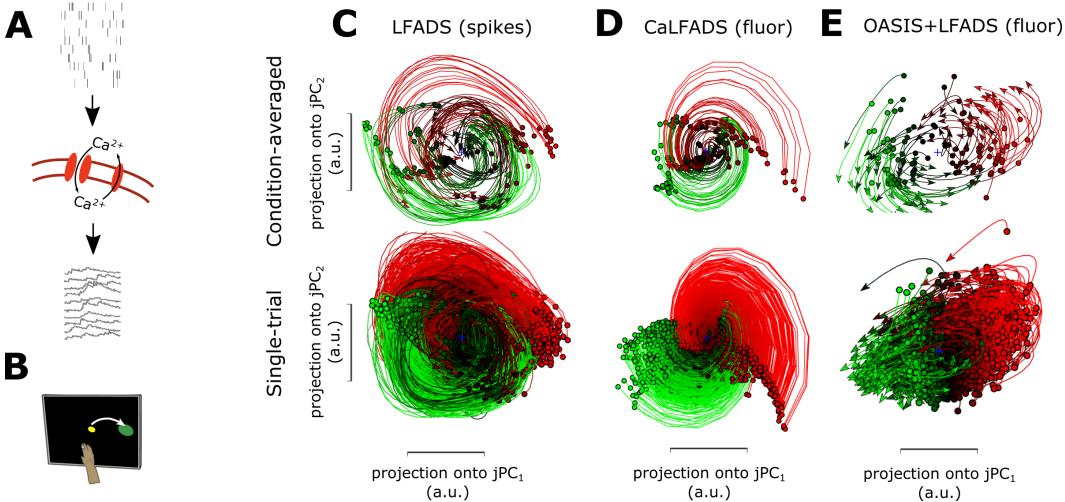 A
Ca²⁺
Ca²⁺
B
C LFADS (spikes)
D CaLFADS (fluor)
E OASIS+LFADS (fluor)
Condition-averaged
projection onto jPC₂
(a.u.)
Single-trial
projection onto jPC₂
(a.u.)
projection onto jPC₁
(a.u.)
projection onto jPC₁
(a.u.)
projection onto jPC₁
(a.u.)